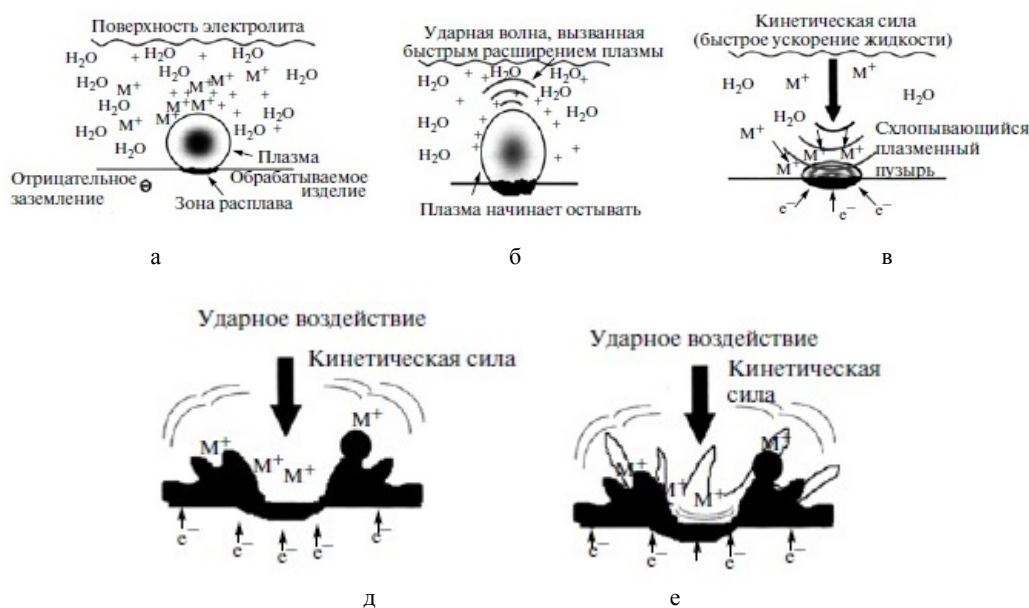 Поверхность электролита
H₂O
+
H₂O
+
H₂O
H₂O
M⁺
M⁺
M⁺
H₂O
M⁺
M⁺
H₂O
M⁺
M⁺
H₂O
H₂O
M⁺
H₂O
H₂O
Плазма
Отрицательное
заземление
Θ
Обрабатываемое
изделие
Зона расплава
а
Ударная волна, вызванная
быстрым расширением плазмы
H₂O
H₂O
H₂O
H₂O
H₂O
H₂O
H₂O
Плазма начинает остывать
б
Кинетическая сила
(быстрое ускорение жидкости)
H₂O
M⁺
M⁺
H₂O
H₂O
M⁺
M⁺
M⁺
M⁺
Схлопывающийся
плазменный
пузырь
e⁻
e⁻
e⁻
в
Ударное воздействие
Кинетическая сила
M⁺
M⁺
M⁺
M⁺
e⁻
e⁻
e⁻
e⁻
e⁻
д
Ударное воздействие
Кинетическая
сила
M⁺
M⁺
M⁺
M⁺
e⁻
e⁻
e⁻
e⁻
е